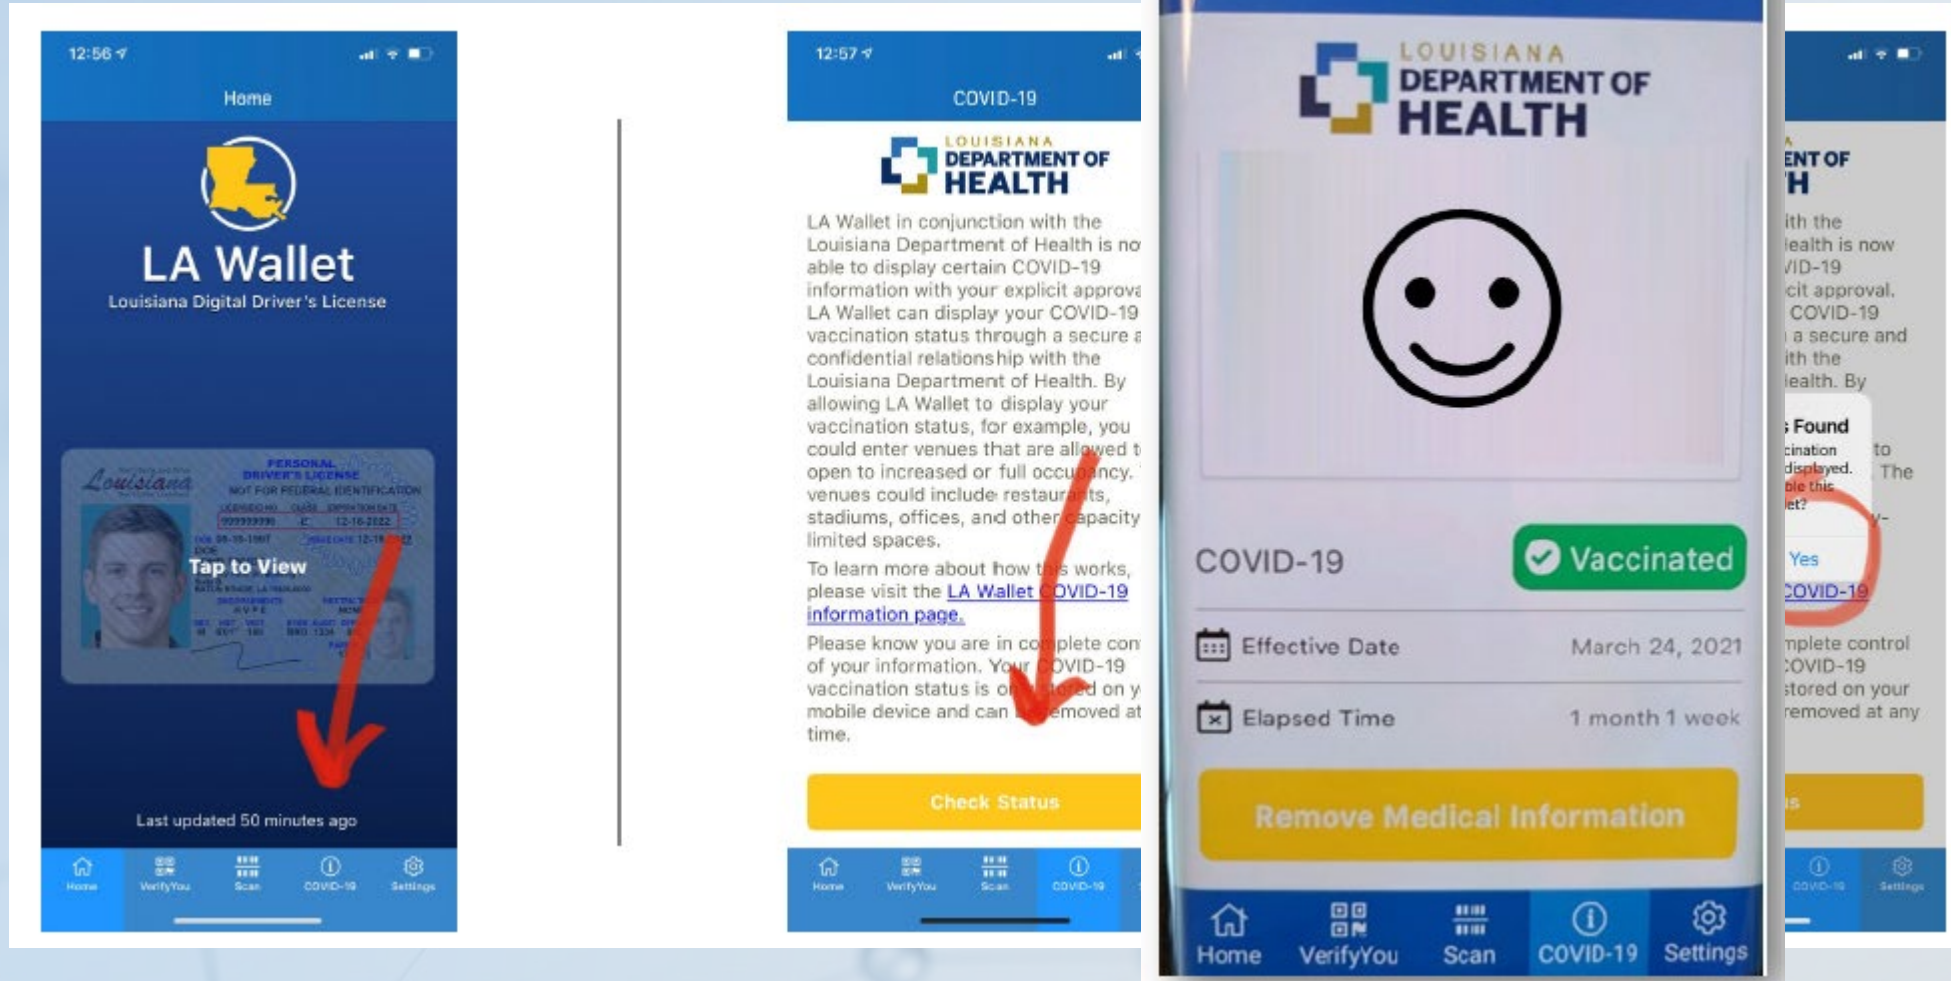 12:56
Home
LA Wallet
Louisiana Digital Driver's License
Louisiana
PERSONAL
DRIVER'S LICENSE
NOT FOR FEDERAL IDENTIFICATION
12-16-2022
DOE
Tap to View
Last updated 50 minutes ago
Home
VerifyYou
Scan
COVID-19
Settings
12:57
COVID-19
LOUISIANA
DEPARTMENT OF
HEALTH
LA Wallet in conjunction with the
Louisiana Department of Health is no
able to display certain COVID-19
information with your explicit approva
LA Wallet can display your COVID-19
vaccination status through a secure a
confidential relationship with the
Louisiana Department of Health. By
allowing LA Wallet to display your
vaccination status, for example, you
could enter venues that are allowed t
open to increased or full occupancy.
venues could include restaurants,
stadiums, offices, and other capacity
limited spaces.
To learn more about how this works,
please visit the LA Wallet COVID-19
information page.
Please know you are in complete con
of your information. Your COVID-19
vaccination status is only stored on y
mobile device and can be removed at
time.
Check Status
Home
VerifyYou
Scan
COVID-19
LOUISIANA
DEPARTMENT OF
HEALTH
COVID-19
Vaccinated
Effective Date
March 24, 2021
Elapsed Time
1 month 1 week
Remove Medical Information
Home
VerifyYou
Scan
COVID-19
Settings
ENT OF
H
ith the
ealth is now
VID-19
cit approval.
COVID-19
a secure and
ith the
ealth. By
s Found
cination
displayed.
ble this
et?
to
The
y-
Yes
COVID-19
mplete control
COVID-19
stored on your
removed at any
s
COVID-19
Settings